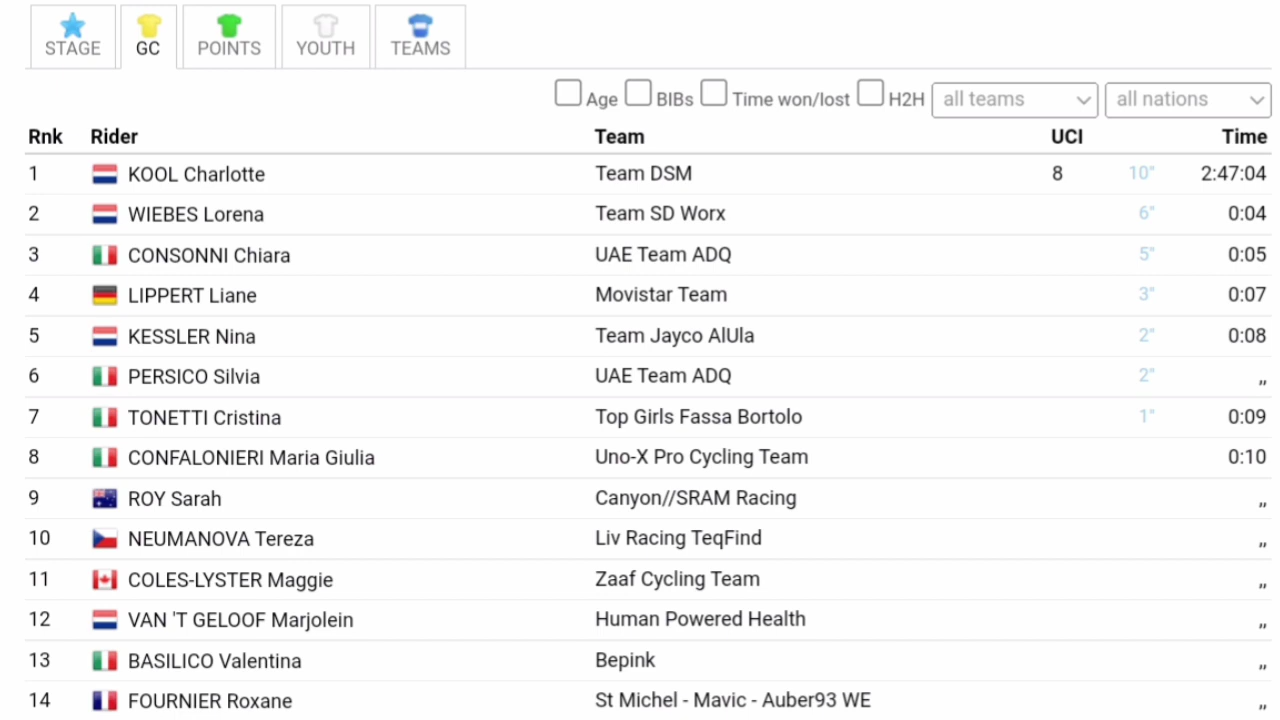 STAGE GC POINTS YOUTH TEAMS
Age BIBs Time won/lost H2H all teams all nations
Rnk Rider Team UCI Time
1 KOOL Charlotte Team DSM 8 10" 2:47:04
2 WIEBES Lorena Team SD Worx 6" 0:04
3 CONSONNI Chiara UAE Team ADQ 5" 0:05
4 LIPPERT Liane Movistar Team 3" 0:07
5 KESSLER Nina Team Jayco AlUla 2" 0:08
6 PERSICO Silvia UAE Team ADQ 2" ,,
7 TONETTI Cristina Top Girls Fassa Bortolo 1" 0:09
8 CONFALONIERI Maria Giulia Uno-X Pro Cycling Team 0:10
9 ROY Sarah Canyon//SRAM Racing ,,
10 NEUMANOVA Tereza Liv Racing TeqFind ,,
11 COLES-LYSTER Maggie Zaaf Cycling Team ,,
12 VAN 'T GELOOF Marjolein Human Powered Health ,,
13 BASILICO Valentina Bepink ,,
14 FOURNIER Roxane St Michel - Mavic - Auber93 WE ,,